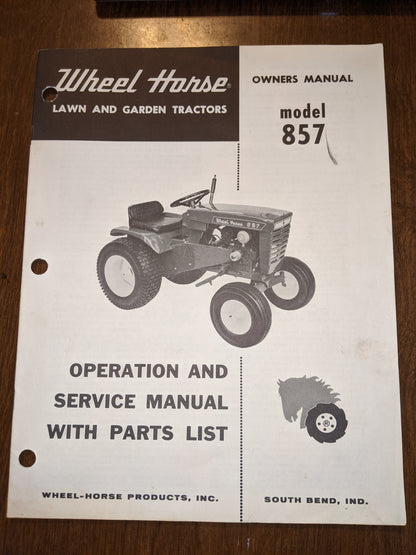 Wheel Horse®
LAWN AND GARDEN TRACTORS
OWNERS MANUAL
model
857
Wheel Horse 857
OPERATION AND
SERVICE MANUAL
WITH PARTS LIST
WHEEL-HORSE PRODUCTS, INC.
SOUTH BEND, IND.